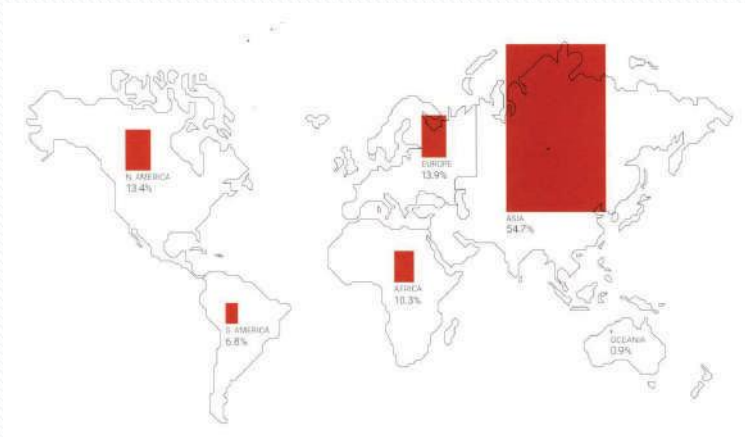 N. AMERICA
13.4%
EUROPE
13.9%
ASIA
54.7%
AFRICA
10.3%
S. AMERICA
6.8%
OCEANIA
0.9%